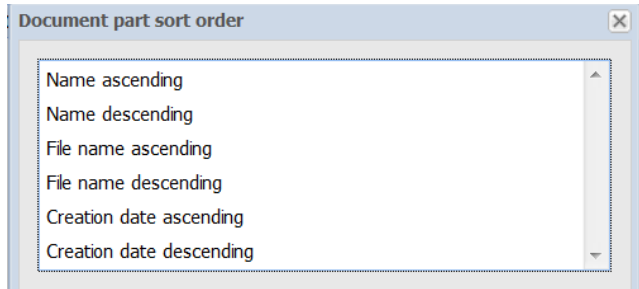 Document part sort order
Name ascending
Name descending
File name ascending
File name descending
Creation date ascending
Creation date descending